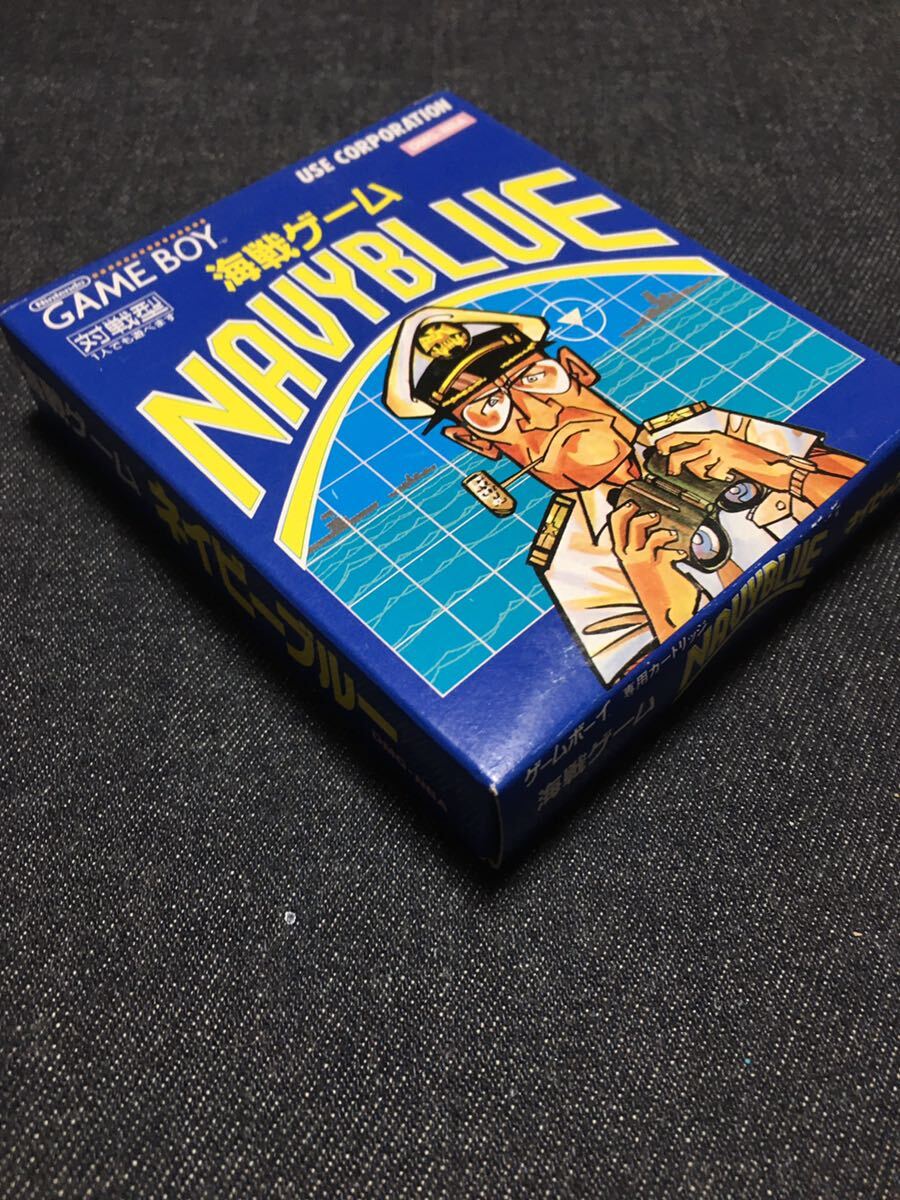 USE CORPORATION
Nintendo
GAME BOY
TM
対戦型
1人でも遊べます
海戦ゲーム
NAVYBLUE
海戦ゲーム ネイビーブルー
ゲームボーイ 専用カートリッジ
海戦ゲーム NAVYBLUE